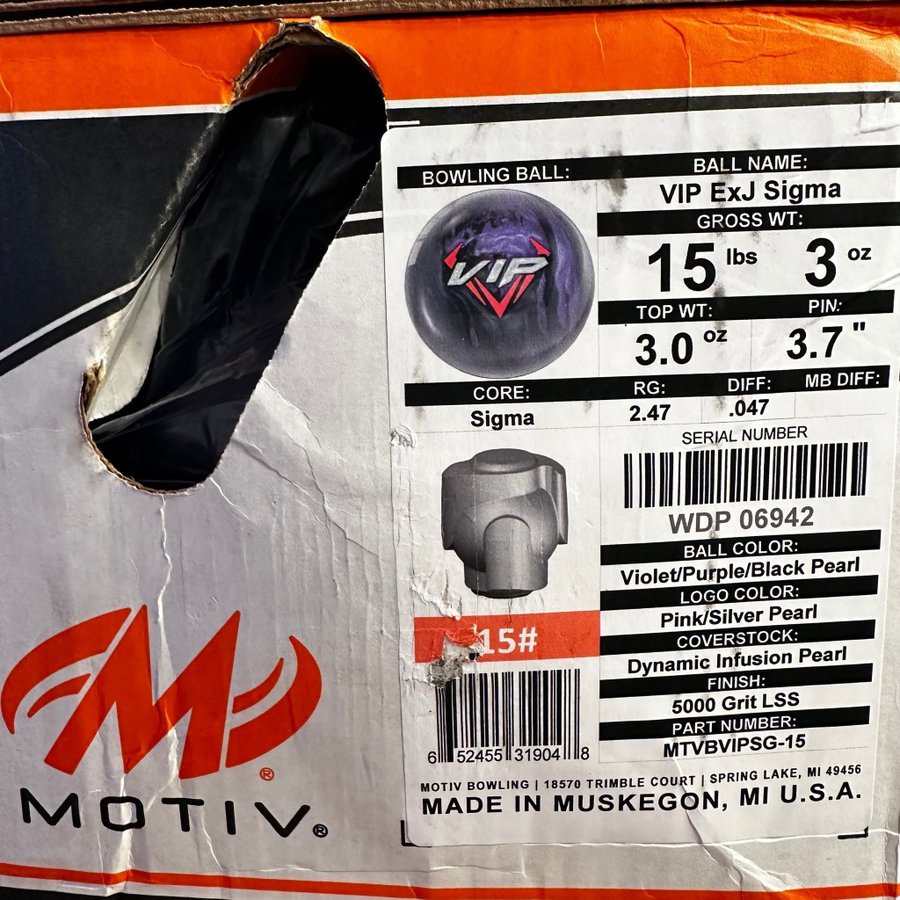 BOWLING BALL:
BALL NAME:
VIP ExJ Sigma
GROSS WT:
15 lbs 3 oz
TOP WT:
PIN:
3.0 oz
3.7"
VIP
CORE:
RG:
DIFF:
MB DIFF:
Sigma
2.47
.047
SERIAL NUMBER
WDP 06942
BALL COLOR:
Violet/Purple/Black Pearl
LOGO COLOR:
Pink/Silver Pearl
COVERSTOCK:
Dynamic Infusion Pearl
FINISH:
5000 Grit LSS
PART NUMBER:
MTVBVIPSG-15
15#
6 52455 31904 8
MOTIV BOWLING | 18570 TRIMBLE COURT | SPRING LAKE, MI 49456
MADE IN MUSKEGON, MI U.S.A.
M®
MOTIV®